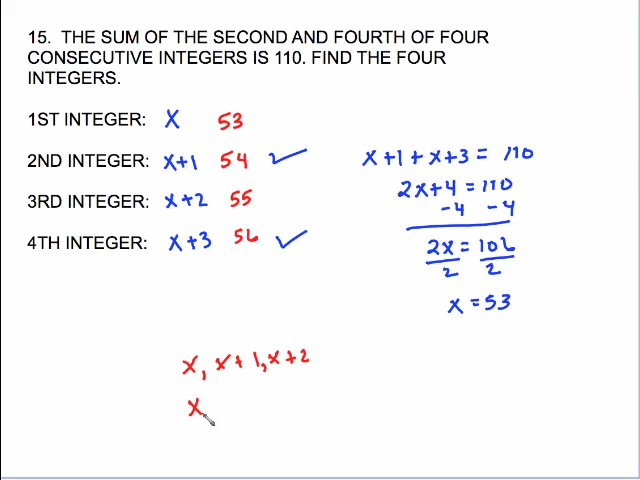 15. THE SUM OF THE SECOND AND FOURTH OF FOUR
CONSECUTIVE INTEGERS IS 110. FIND THE FOUR
INTEGERS.
1ST INTEGER: X 53
2ND INTEGER: x+1 54 ✓
3RD INTEGER: x+2 55
4TH INTEGER: x+3 56 ✓
x+1 + x+3 = 110
2x+4 = 110
-4 -4
2x = 106
2 2
x = 53
x, x+1, x+2
x